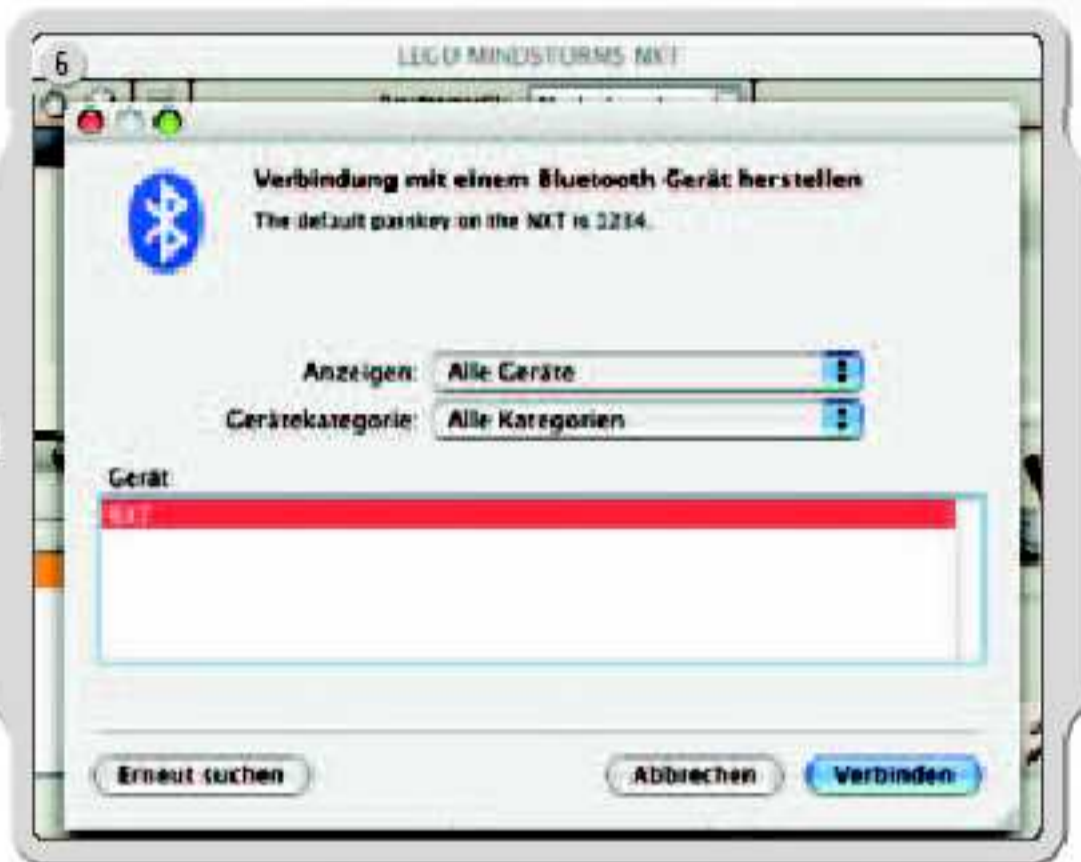 6
LEGO MINDSTORMS NXT
Verbindung mit einem Bluetooth-Gerät herstellen
The default passkey on the NXT is 1234.
Anzeigen: Alle Geräte
Gerätekategorie: Alle Kategorien
Gerät
NXT
Erneut suchen
Abbrechen
Verbinden